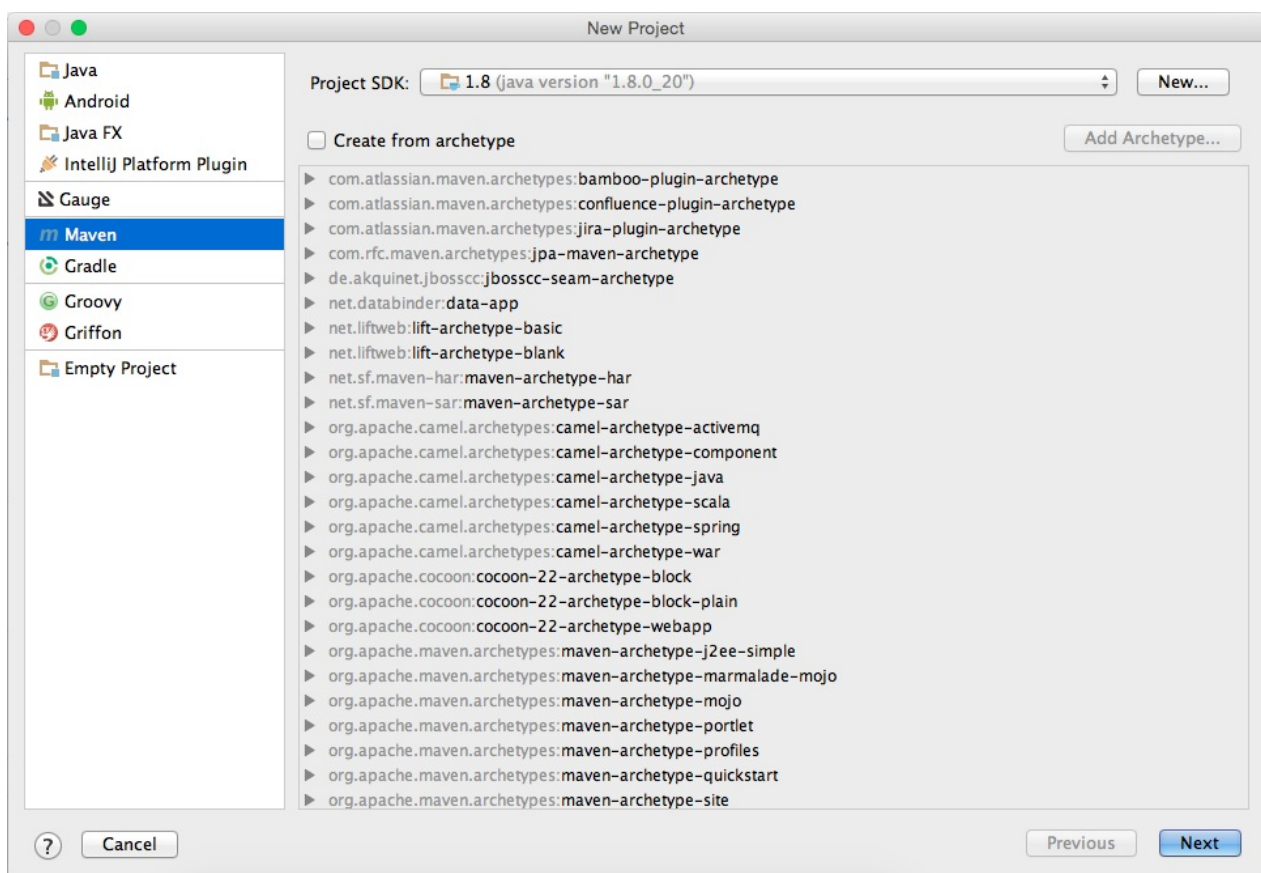 New Project
Java
Android
Java FX
IntelliJ Platform Plugin
Gauge
Maven
Gradle
Groovy
Griffon
Empty Project
Project SDK: 1.8 (java version "1.8.0_20") New...
Create from archetype Add Archetype...
com.atlassian.maven.archetypes:bamboo-plugin-archetype
com.atlassian.maven.archetypes:confluence-plugin-archetype
com.atlassian.maven.archetypes:jira-plugin-archetype
com.rfc.maven.archetypes:jpa-maven-archetype
de.akquinet.jbosscc:jbosscc-seam-archetype
net.databinder:data-app
net.liftweb:lift-archetype-basic
net.liftweb:lift-archetype-blank
net.sf.maven-har:maven-archetype-har
net.sf.maven-sar:maven-archetype-sar
org.apache.camel.archetypes:camel-archetype-activemq
org.apache.camel.archetypes:camel-archetype-component
org.apache.camel.archetypes:camel-archetype-java
org.apache.camel.archetypes:camel-archetype-scala
org.apache.camel.archetypes:camel-archetype-spring
org.apache.camel.archetypes:camel-archetype-war
org.apache.cocoon:cocoon-22-archetype-block
org.apache.cocoon:cocoon-22-archetype-block-plain
org.apache.cocoon:cocoon-22-archetype-webapp
org.apache.maven.archetypes:maven-archetype-j2ee-simple
org.apache.maven.archetypes:maven-archetype-marmalade-mojo
org.apache.maven.archetypes:maven-archetype-mojo
org.apache.maven.archetypes:maven-archetype-portlet
org.apache.maven.archetypes:maven-archetype-profiles
org.apache.maven.archetypes:maven-archetype-quickstart
org.apache.maven.archetypes:maven-archetype-site
? Cancel Previous Next